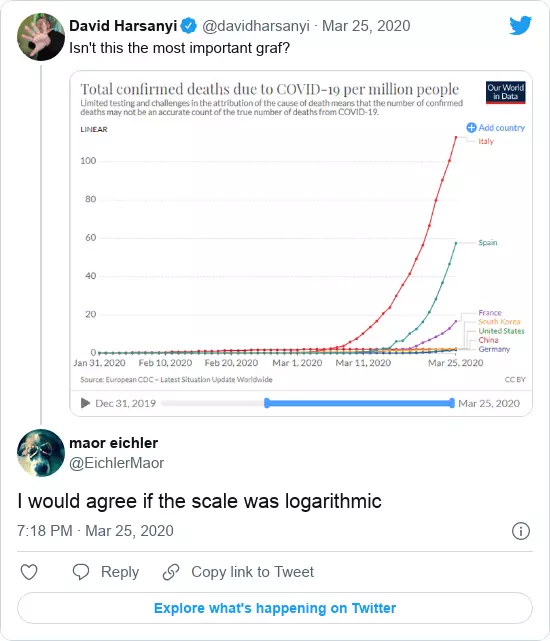 David Harsanyi @davidharsanyi · Mar 25, 2020
Isn't this the most important graf?
Total confirmed deaths due to COVID-19 per million people
Limited testing and challenges in the attribution of the cause of death means that the number of confirmed
deaths may not be an accurate count of the true number of deaths from COVID-19.
Our World
in Data
LINEAR
Add country
Italy
100
80
60
Spain
40
20
France
South Korea
United States
China
Germany
0
Jan 31, 2020
Feb 10, 2020
Feb 20, 2020
Mar 1, 2020
Mar 11, 2020
Mar 25, 2020
Source: European CDC – Latest Situation Update Worldwide
CC BY
Dec 31, 2019
Mar 25, 2020
maor eichler
@EichlerMaor
I would agree if the scale was logarithmic
7:18 PM · Mar 25, 2020
Reply
Copy link to Tweet
Explore what's happening on Twitter